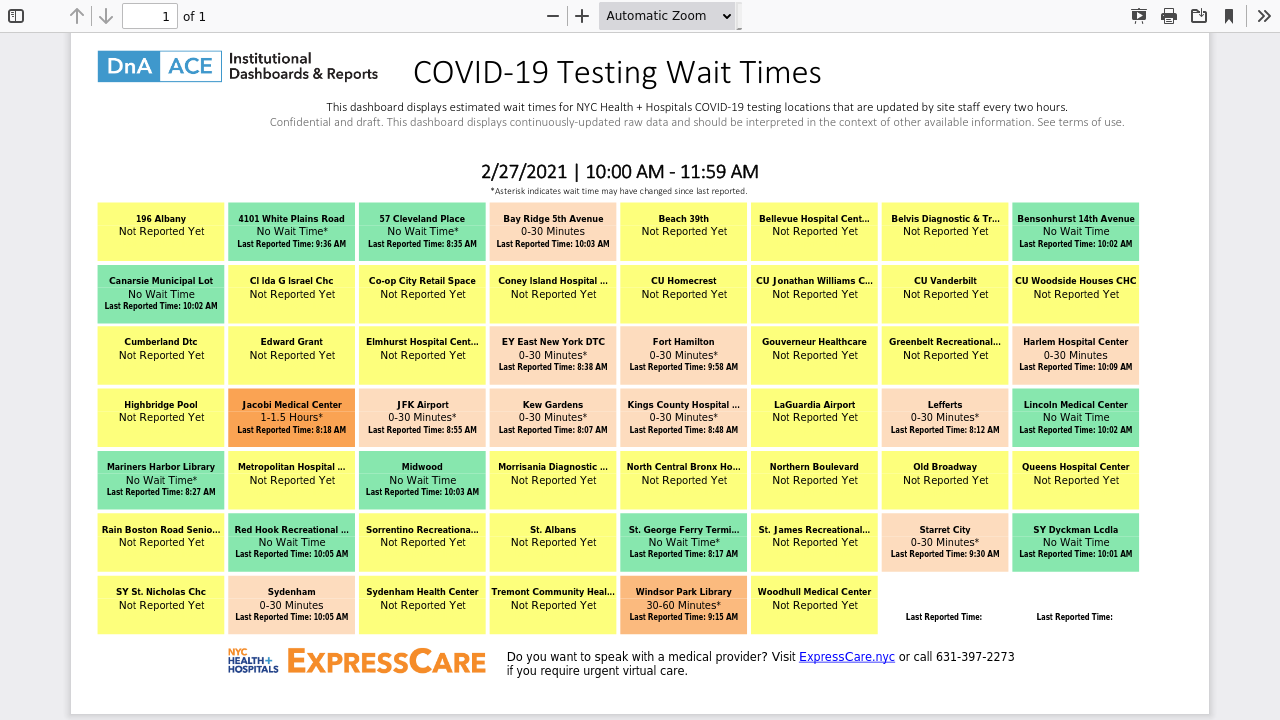 1 of 1 Automatic Zoom
DnA ACE Institutional
Dashboards & Reports
COVID-19 Testing Wait Times
This dashboard displays estimated wait times for NYC Health + Hospitals COVID-19 testing locations that are updated by site staff every two hours.
Confidential and draft. This dashboard displays continuously-updated raw data and should be interpreted in the context of other available information. See terms of use.
2/27/2021 | 10:00 AM - 11:59 AM
*Asterisk indicates wait time may have changed since last reported.
196 Albany
Not Reported Yet
4101 White Plains Road
No Wait Time*
Last Reported Time: 9:36 AM
57 Cleveland Place
No Wait Time*
Last Reported Time: 8:35 AM
Bay Ridge 5th Avenue
0-30 Minutes
Last Reported Time: 10:03 AM
Beach 39th
Not Reported Yet
Bellevue Hospital Cent...
Not Reported Yet
Belvis Diagnostic & Tr...
Not Reported Yet
Bensonhurst 14th Avenue
No Wait Time
Last Reported Time: 10:02 AM
Canarsie Municipal Lot
No Wait Time
Last Reported Time: 10:02 AM
Cl Ida G Israel Chc
Not Reported Yet
Co-op City Retail Space
Not Reported Yet
Coney Island Hospital ...
Not Reported Yet
CU Homecrest
Not Reported Yet
CU Jonathan Williams C...
Not Reported Yet
CU Vanderbilt
Not Reported Yet
CU Woodside Houses CHC
Not Reported Yet
Cumberland Dtc
Not Reported Yet
Edward Grant
Not Reported Yet
Elmhurst Hospital Cent...
Not Reported Yet
EY East New York DTC
0-30 Minutes*
Last Reported Time: 8:38 AM
Fort Hamilton
0-30 Minutes*
Last Reported Time: 9:58 AM
Gouverneur Healthcare
Not Reported Yet
Greenbelt Recreational...
Not Reported Yet
Harlem Hospital Center
0-30 Minutes
Last Reported Time: 10:09 AM
Highbridge Pool
Not Reported Yet
Jacobi Medical Center
1-1.5 Hours*
Last Reported Time: 8:18 AM
JFK Airport
0-30 Minutes*
Last Reported Time: 8:55 AM
Kew Gardens
0-30 Minutes*
Last Reported Time: 8:07 AM
Kings County Hospital ...
0-30 Minutes*
Last Reported Time: 8:48 AM
LaGuardia Airport
Not Reported Yet
Lefferts
0-30 Minutes*
Last Reported Time: 8:12 AM
Lincoln Medical Center
No Wait Time
Last Reported Time: 10:02 AM
Mariners Harbor Library
No Wait Time*
Last Reported Time: 8:27 AM
Metropolitan Hospital ...
Not Reported Yet
Midwood
No Wait Time
Last Reported Time: 10:03 AM
Morrisania Diagnostic ...
Not Reported Yet
North Central Bronx Ho...
Not Reported Yet
Northern Boulevard
Not Reported Yet
Old Broadway
Not Reported Yet
Queens Hospital Center
Not Reported Yet
Rain Boston Road Senio...
Not Reported Yet
Red Hook Recreational ...
No Wait Time
Last Reported Time: 10:05 AM
Sorrentino Recreationa...
Not Reported Yet
St. Albans
Not Reported Yet
St. George Ferry Termi...
No Wait Time*
Last Reported Time: 8:17 AM
St. James Recreational...
Not Reported Yet
Starret City
0-30 Minutes*
Last Reported Time: 9:30 AM
SY Dyckman Lcdla
No Wait Time
Last Reported Time: 10:01 AM
SY St. Nicholas Chc
Not Reported Yet
Sydenham
0-30 Minutes
Last Reported Time: 10:05 AM
Sydenham Health Center
Not Reported Yet
Tremont Community Heal...
Not Reported Yet
Windsor Park Library
30-60 Minutes*
Last Reported Time: 9:15 AM
Woodhull Medical Center
Not Reported Yet
Last Reported Time:
Last Reported Time:
NYC
HEALTH+
HOSPITALS
EXPRESSCARE
Do you want to speak with a medical provider? Visit ExpressCare.nyc or call 631-397-2273
if you require urgent virtual care.